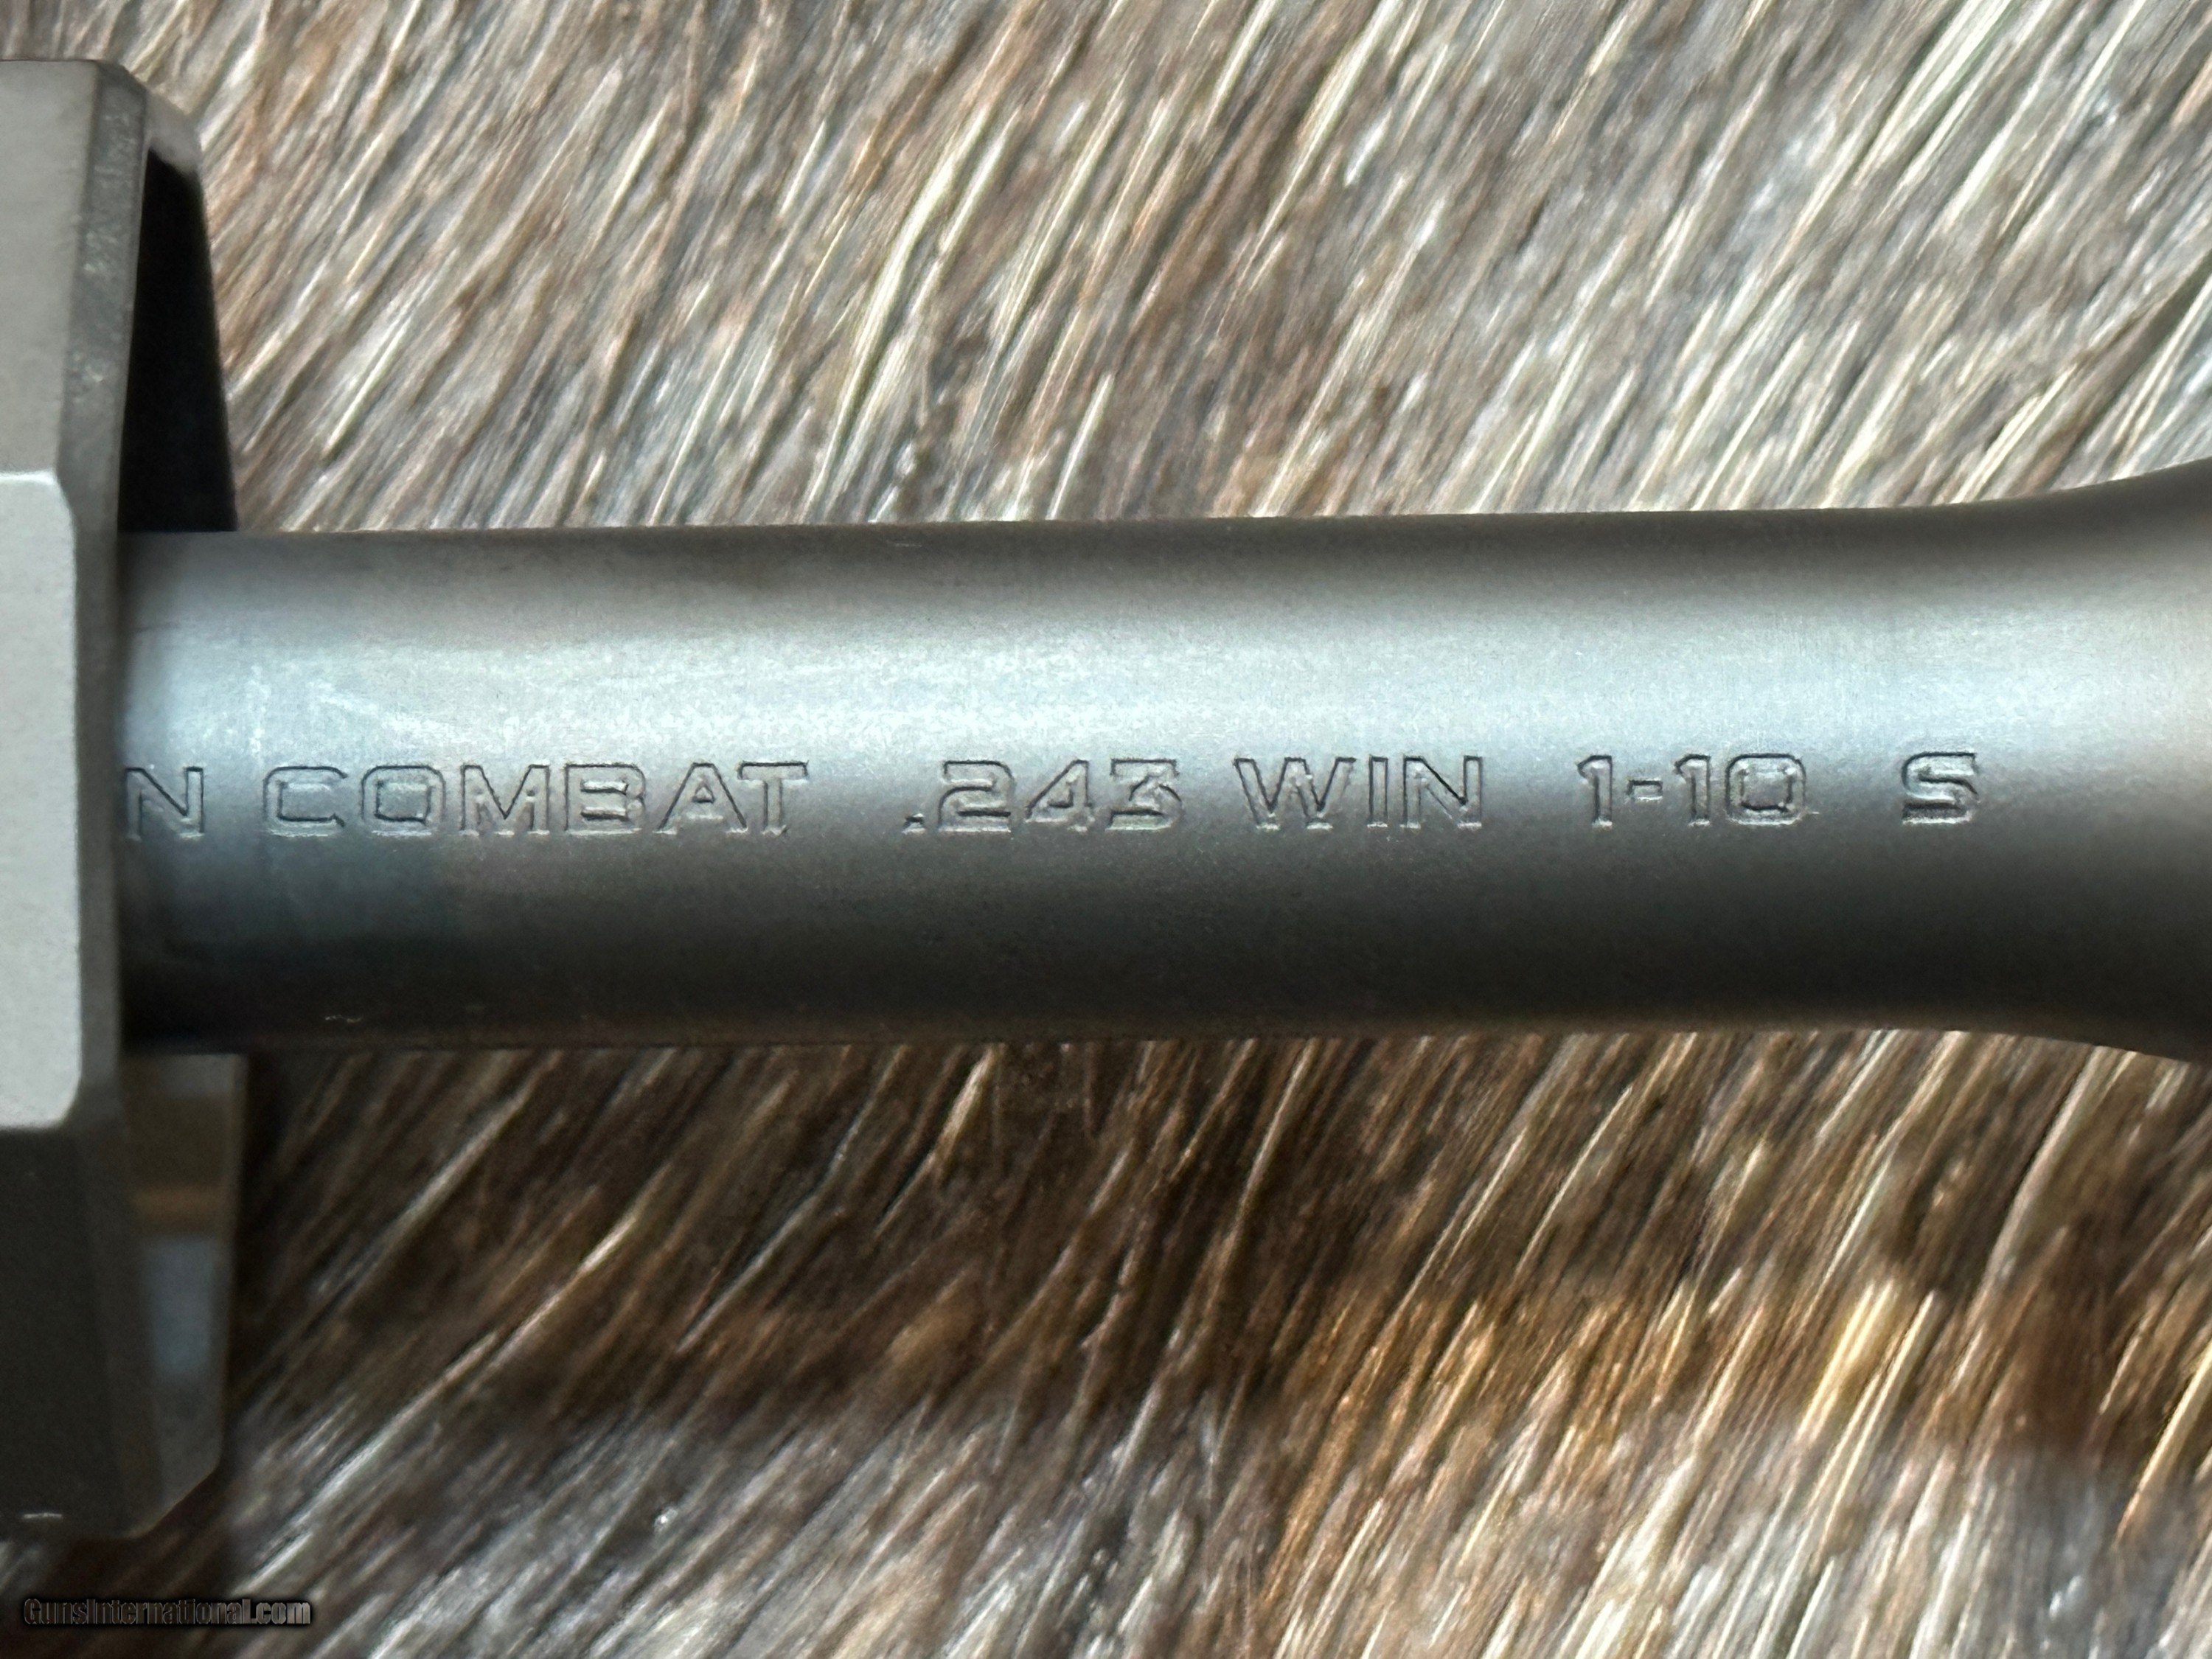 N COMBAT .243 WIN 1-10 S
GunsInternational.com